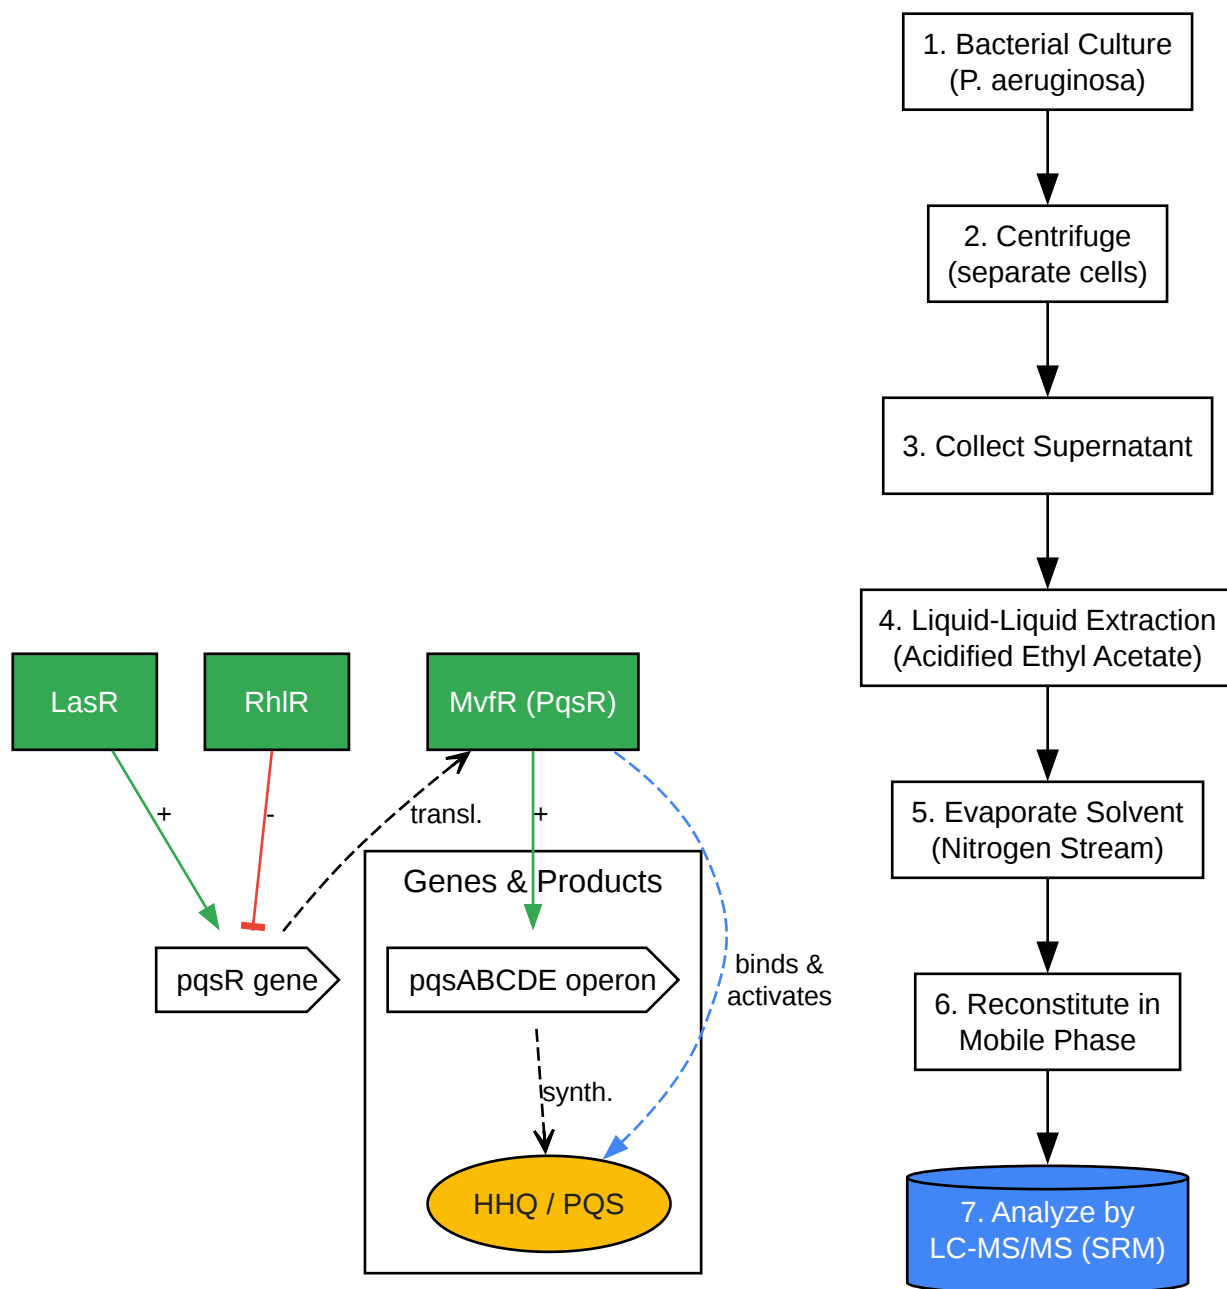 1. Bacterial Culture
(P. aeruginosa)
2. Centrifuge
(separate cells)
3. Collect Supernatant
4. Liquid-Liquid Extraction
(Acidified Ethyl Acetate)
5. Evaporate Solvent
(Nitrogen Stream)
6. Reconstitute in
Mobile Phase
7. Analyze by
LC-MS/MS (SRM)
LasR
RhlR
MvfR (PqsR)
+
-
transl.
+
Genes & Products
pqsR gene
pqsABCDE operon
binds &
activates
synth.
HHQ / PQS